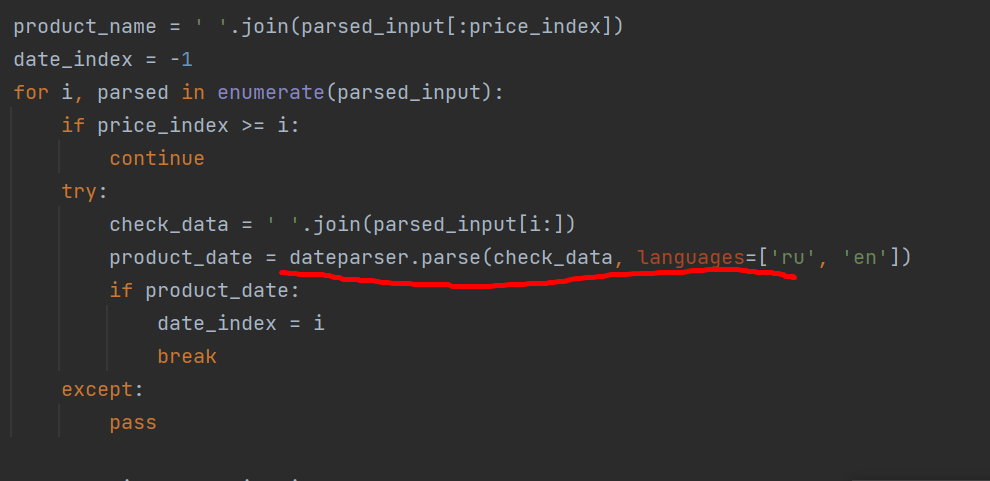 product_name = ' '.join(parsed_input[:price_index])
date_index = -1
for i, parsed in enumerate(parsed_input):
    if price_index >= i:
        continue
    try:
        check_data = ' '.join(parsed_input[i:])
        product_date = dateparser.parse(check_data, languages=['ru', 'en'])
        if product_date:
            date_index = i
            break
    except:
        pass